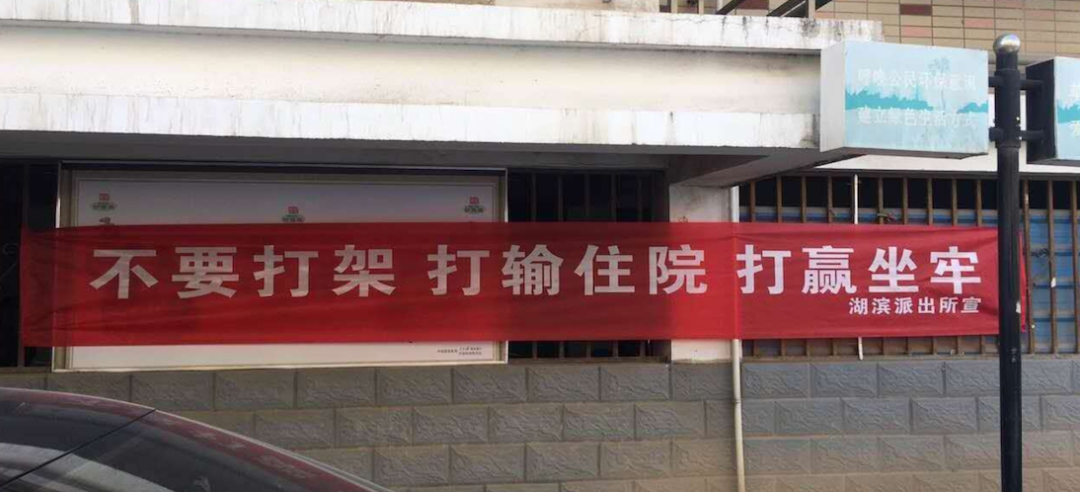 不要打架 打输住院 打赢坐牢
湖滨派出所宣